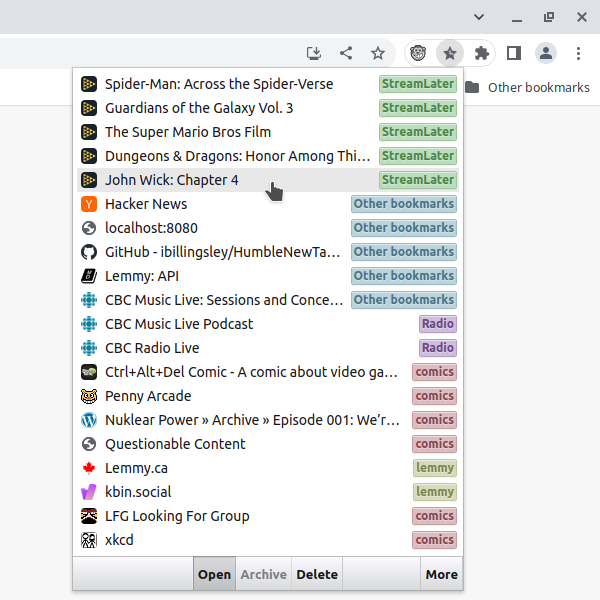 Other bookmarks
Spider-Man: Across the Spider-Verse StreamLater
Guardians of the Galaxy Vol. 3 StreamLater
The Super Mario Bros Film StreamLater
Dungeons & Dragons: Honor Among Thi... StreamLater
John Wick: Chapter 4 StreamLater
Y Hacker News Other bookmarks
localhost:8080 Other bookmarks
GitHub - ibillingsley/HumbleNewTa... Other bookmarks
Lemmy: API Other bookmarks
CBC Music Live: Sessions and Conce... Other bookmarks
CBC Music Live Podcast Radio
CBC Radio Live Radio
Ctrl+Alt+Del Comic - A comic about video ga... comics
Penny Arcade comics
Nuklear Power » Archive » Episode 001: We'r... comics
Questionable Content comics
Lemmy.ca lemmy
kbin.social lemmy
LFG Looking For Group comics
xkcd comics
Open Archive Delete More